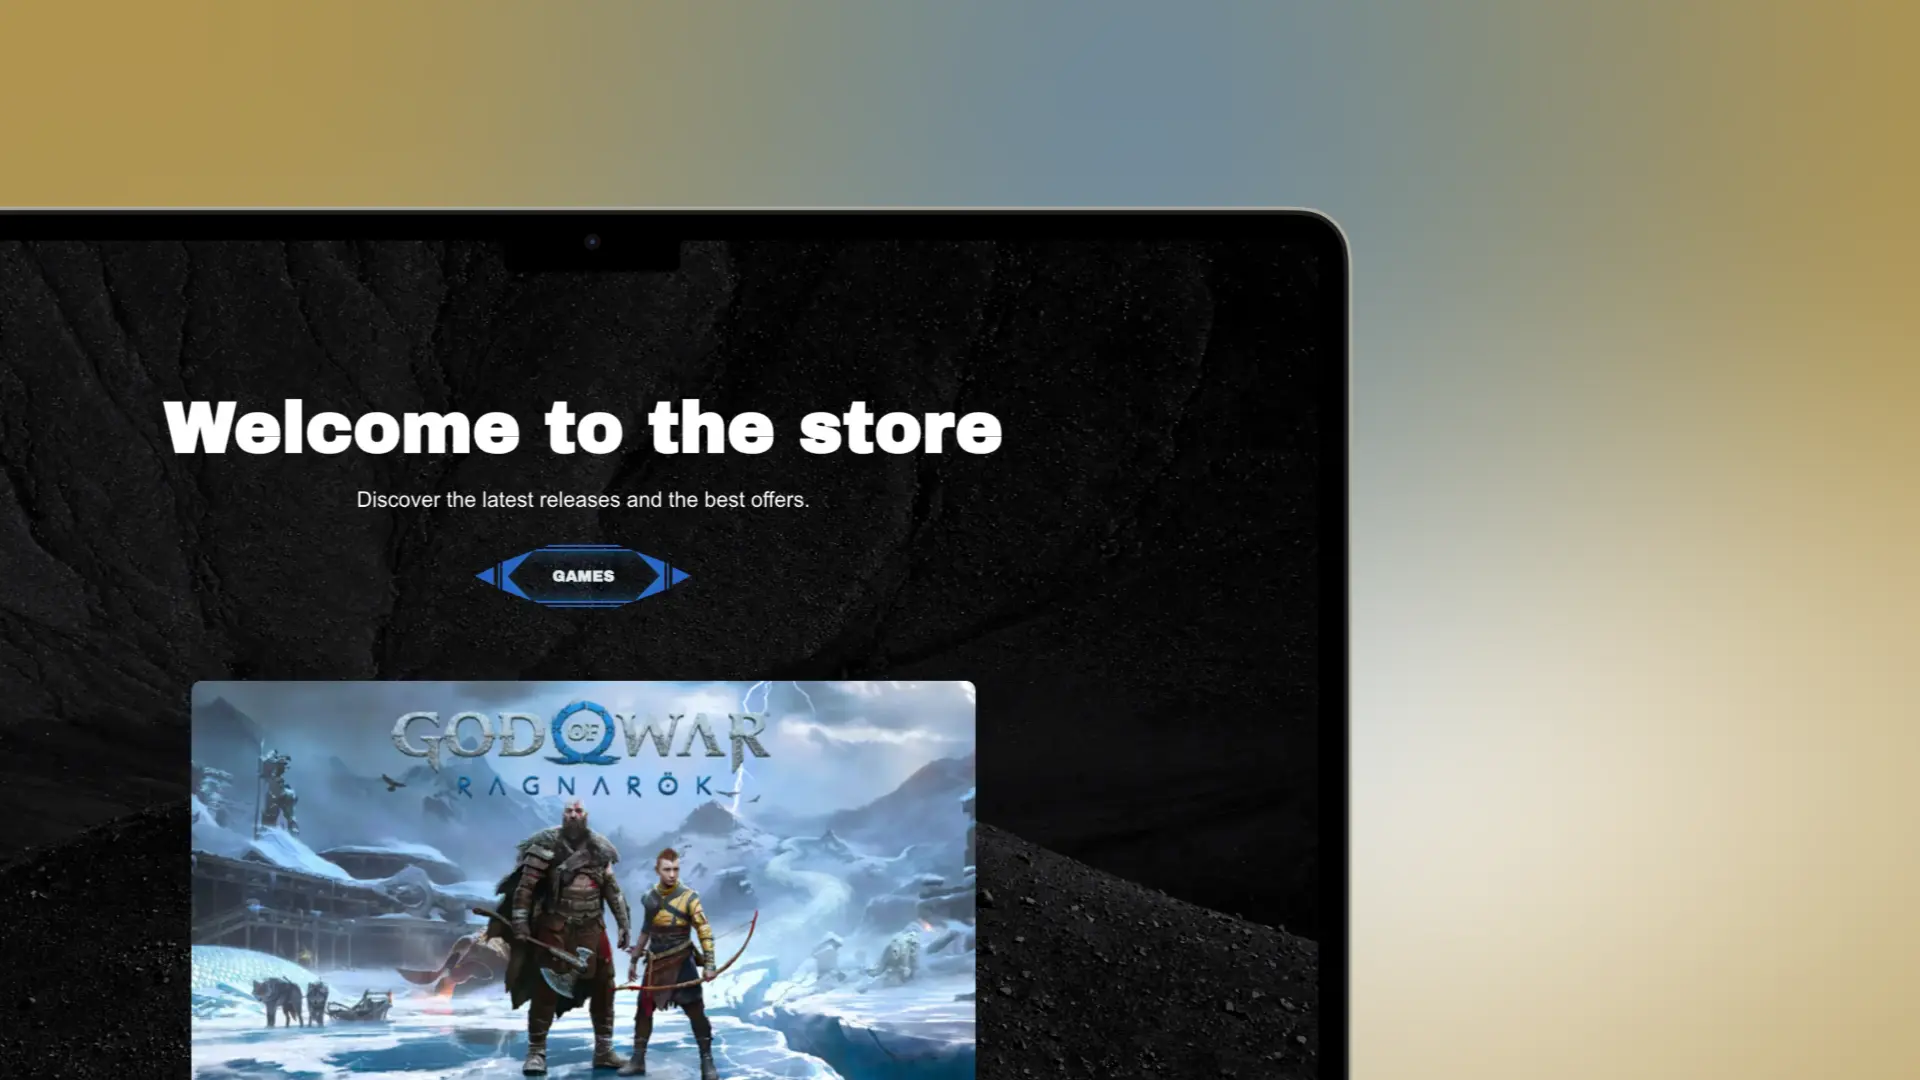 Welcome to the store
Discover the latest releases and the best offers.
GAMES
GOD OF WAR
RAGNARÖK